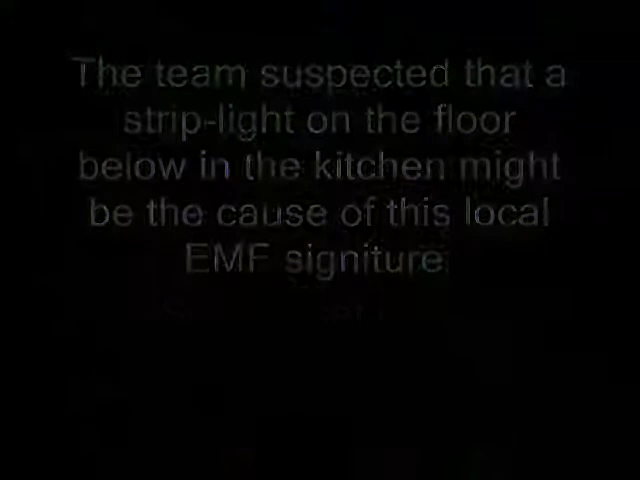 The team suspected that a
strip-light on the floor
below in the kitchen might
be the cause of this local
EMF signiture